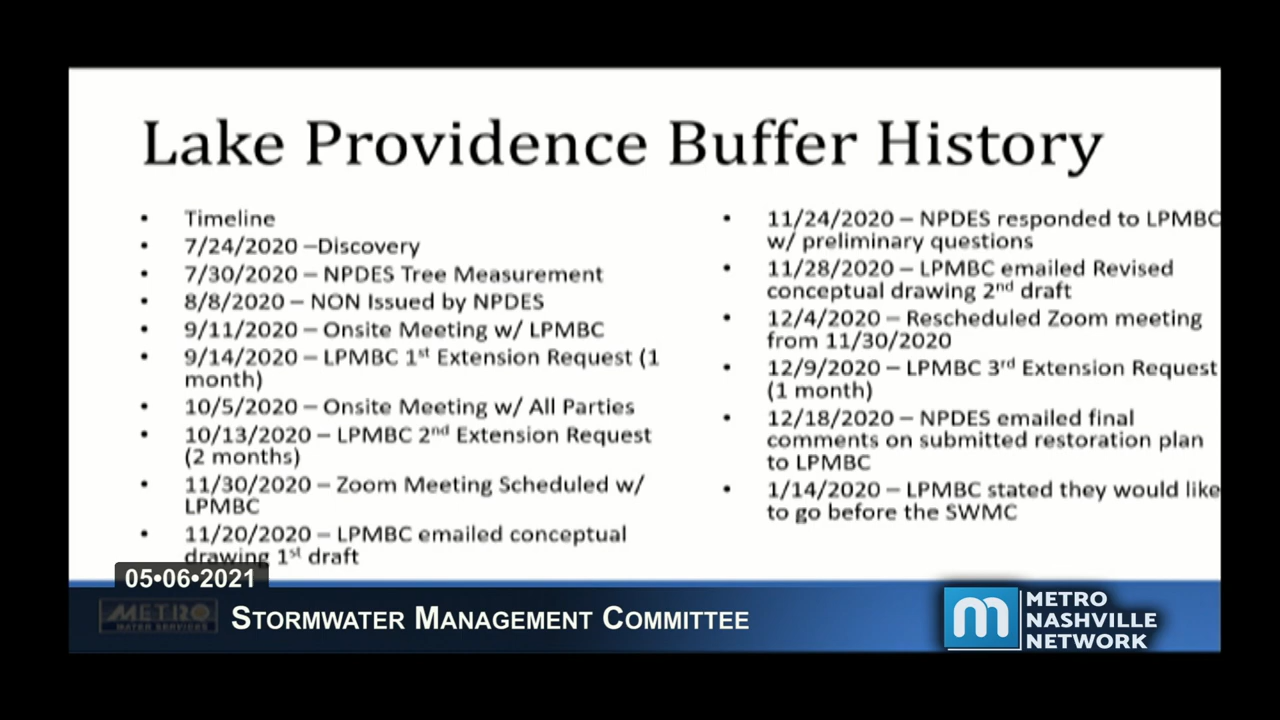 Lake Providence Buffer History
Timeline
7/24/2020 –Discovery
7/30/2020 – NPDES Tree Measurement
8/8/2020 – NON Issued by NPDES
9/11/2020 – Onsite Meeting w/ LPMBC
9/14/2020 – LPMBC 1st Extension Request (1
month)
10/5/2020 – Onsite Meeting w/ All Parties
10/13/2020 – LPMBC 2nd Extension Request
(2 months)
11/30/2020 – Zoom Meeting Scheduled w/
LPMBC
11/20/2020 – LPMBC emailed conceptual
drawing 1st draft
11/24/2020 – NPDES responded to LPMBC
w/ preliminary questions
11/28/2020 – LPMBC emailed Revised
conceptual drawing 2nd draft
12/4/2020 – Rescheduled Zoom meeting
from 11/30/2020
12/9/2020 – LPMBC 3rd Extension Request
(1 month)
12/18/2020 – NPDES emailed final
comments on submitted restoration plan
to LPMBC
1/14/2020 – LPMBC stated they would like
to go before the SWMC
05•06•2021
METRO
WATER SERVICES
STORMWATER MANAGEMENT COMMITTEE
m
METRO
NASHVILLE
NETWORK